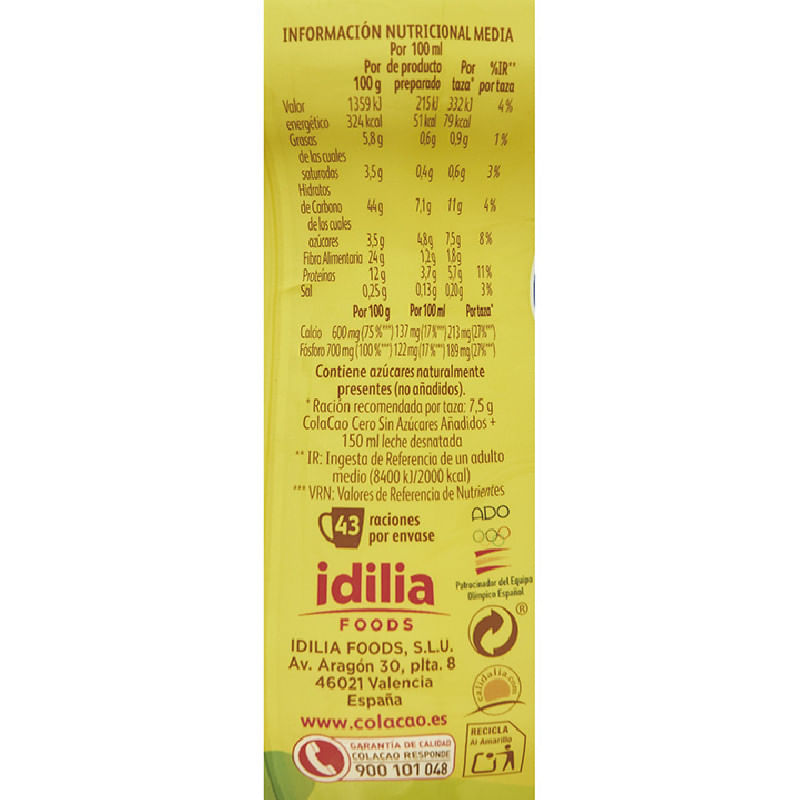 INFORMACIÓN NUTRICIONAL MEDIA
Por 100 ml
Por de producto Por %IR**
100 g preparado taza* por taza
Valor 1359 kJ 215 kJ 332 kJ 4%
energético 324 kcal 51 kcal 79 kcal
Grasas 5,8 g 0,6 g 0,9 g 1%
de las cuales
saturadas 3,5 g 0,4 g 0,6 g 3%
Hidratos
de Carbono 44 g 7,1 g 11 g 4%
de los cuales
azúcares 3,5 g 4,8 g 7,5 g 8%
Fibra Alimentaria 24 g 1,2 g 1,8 g
Proteínas 12 g 3,7 g 5,7 g 11%
Sal 0,25 g 0,13 g 0,20 g 3%
Por 100 g Por 100 ml Por taza*
Calcio 600 mg (75%***) 137 mg (17%***) 213 mg (27%***)
Fósforo 700 mg (100%***) 122 mg (17%***) 189 mg (27%***)
Contiene azúcares naturalmente
presentes (no añadidos).
* Ración recomendada por taza: 7,5 g
ColaCao Cero Sin Azúcares Añadidos +
150 ml leche desnatada
** IR: Ingesta de Referencia de un adulto
medio (8400 kJ/2000 kcal)
*** VRN: Valores de Referencia de Nutrientes
43 raciones
por envase
ADO
Patrocinador del Equipo
Olímpico Español
idilia
FOODS
IDILIA FOODS, S.L.U.
Av. Aragón 30, plta. 8
46021 Valencia
España
www.colacao.es
®
calidalia.com
GARANTÍA DE CALIDAD
COLACAO RESPONDE
900 101 048
RECICLA
Al Amarillo